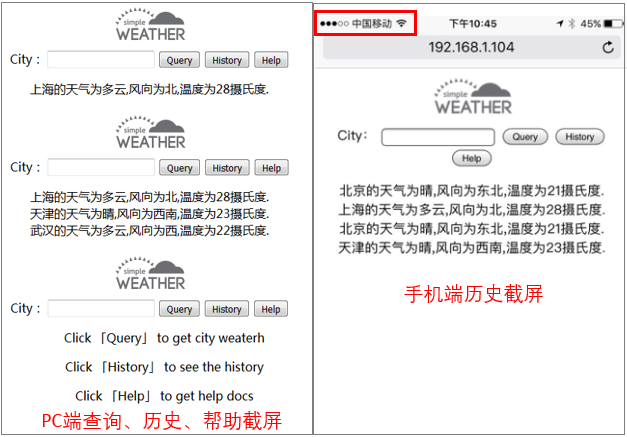 simple
WEATHER
City：
Query
History
Help
上海的天气为多云,风向为北,温度为28摄氏度.
simple
WEATHER
City：
Query
History
Help
上海的天气为多云,风向为北,温度为28摄氏度.
天津的天气为晴,风向为西南,温度为23摄氏度.
武汉的天气为多云,风向为西,温度为22摄氏度.
simple
WEATHER
City：
Query
History
Help
Click 「Query」 to get city weaterh
Click 「History」 to see the history
Click 「Help」 to get help docs
PC端查询、历史、帮助截屏
中国移动 下午10:45 45%
192.168.1.104
simple
WEATHER
City：
Query
History
Help
北京的天气为晴,风向为东北,温度为21摄氏度.
上海的天气为多云,风向为北,温度为28摄氏度.
北京的天气为晴,风向为东北,温度为21摄氏度.
天津的天气为晴,风向为西南,温度为23摄氏度.
手机端历史截屏